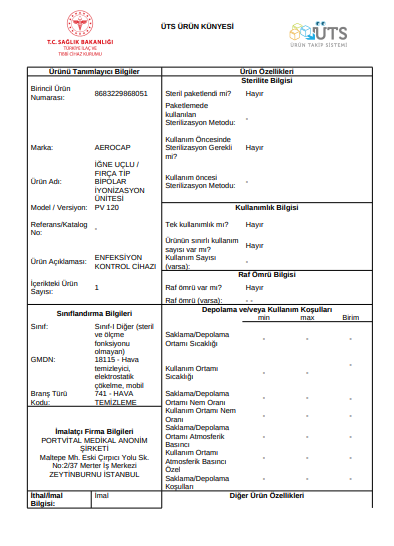 T.C. SAĞLIK BAKANLIĞI
TÜRKİYE İLAÇ VE
TIBBİ CİHAZ KURUMU
ÜTS ÜRÜN KÜNYESİ
ÜTS
ÜRÜN TAKİP SİSTEMİ
Ürünü Tanımlayıcı Bilgiler
Birincil Ürün
Numarası:
8683229868051
Marka:
AEROCAP
Ürün Adı:
İĞNE UÇLU /
FIRÇA TİP
BİPOLAR
İYONİZASYON
ÜNİTESİ
Model / Versiyon:
PV 120
Referans/Katalog
No:
-
Ürün Açıklaması:
ENFEKSİYON
KONTROL CİHAZI
İçerikteki Ürün
Sayısı:
1
Sınıflandırma Bilgileri
Sınıf:
Sınıf-I Diğer (steril
ve ölçme
fonksiyonu
olmayan)
GMDN:
18115 - Hava
temizleyici,
elektrostatik
çökelme, mobil
Branş Türü
Kodu:
741 - HAVA
TEMİZLEME
İmalatçı Firma Bilgileri
PORTVİTAL MEDİKAL ANONİM
ŞİRKETİ
Maltepe Mh. Eski Çırpıcı Yolu Sk.
No:2/37 Merter İş Merkezi
ZEYTİNBURNU İSTANBUL
İthal/İmal
Bilgisi:
İmal
Ürün Özellikleri
Sterilite Bilgisi
Steril paketlendi mi?
Hayır
Paketlemede
kullanılan
Sterilizasyon Metodu:
-
Kullanım Öncesinde
Sterilizasyon Gerekli
mi?
Hayır
Kullanım öncesi
Sterilizasyon Metodu:
-
Kullanımlık Bilgisi
Tek kullanımlık mı?
Hayır
Ürünün sınırlı kullanım
sayısı var mı?
Hayır
Kullanım Sayısı
(varsa):
-
Raf Ömrü Bilgisi
Raf ömrü var mı?
Hayır
Raf ömrü (varsa):
- -
Depolama ve/veya Kullanım Koşulları
min max Birim
Saklama/Depolama
Ortamı Sıcaklığı
- - -
Kullanım Ortamı
Sıcaklığı
- - -
Saklama/Depolama
Ortamı Nem Oranı
- - -
Kullanım Ortamı Nem
Oranı
- - -
Saklama/Depolama
Ortamı Atmosferik
Basıncı
- - -
Kullanım Ortamı
Atmosferik Basıncı
- - -
Özel
Saklama/Depolama
Koşulları
- - -
Diğer Ürün Özellikleri